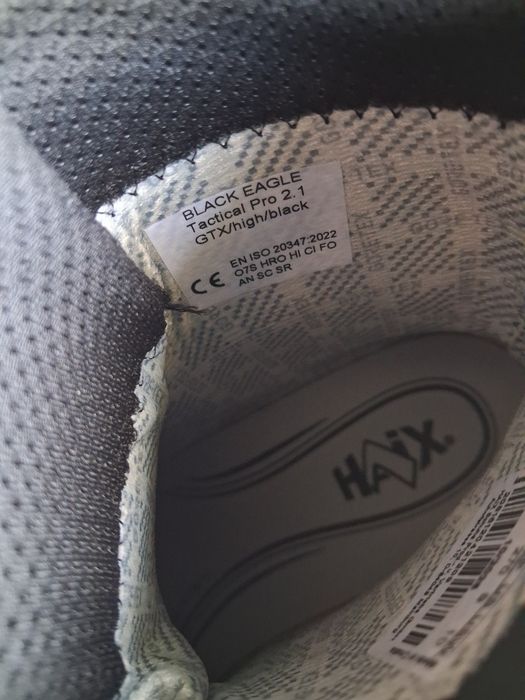 BLACK EAGLE
Tactical Pro 2.1
GTX/high/black
CE
EN ISO 20347:2022
O7S HRO HI CI FO
AN SC SR
HAIX®